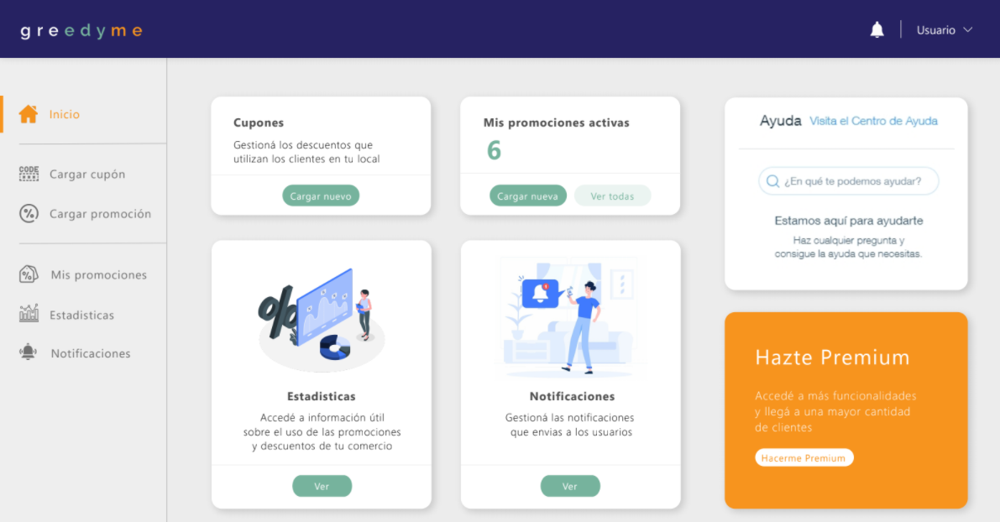 greedyme
Usuario
Inicio
CODE
Cargar cupón
Cargar promoción
Mis promociones
Estadisticas
Notificaciones
Cupones
Gestioná los descuentos que
utilizan los clientes en tu local
Cargar nuevo
Mis promociones activas
6
Cargar nueva
Ver todas
Estadisticas
Accedé a información útil
sobre el uso de las promociones
y descuentos de tu comercio
Ver
Notificaciones
Gestioná las notificaciones
que envias a los usuarios
Ver
Ayuda Visita el Centro de Ayuda
¿En qué te podemos ayudar?
Estamos aquí para ayudarte
Haz cualquier pregunta y
consigue la ayuda que necesitas.
Hazte Premium
Accedé a más funcionalidades
y llegá a una mayor cantidad
de clientes
Hacerme Premium